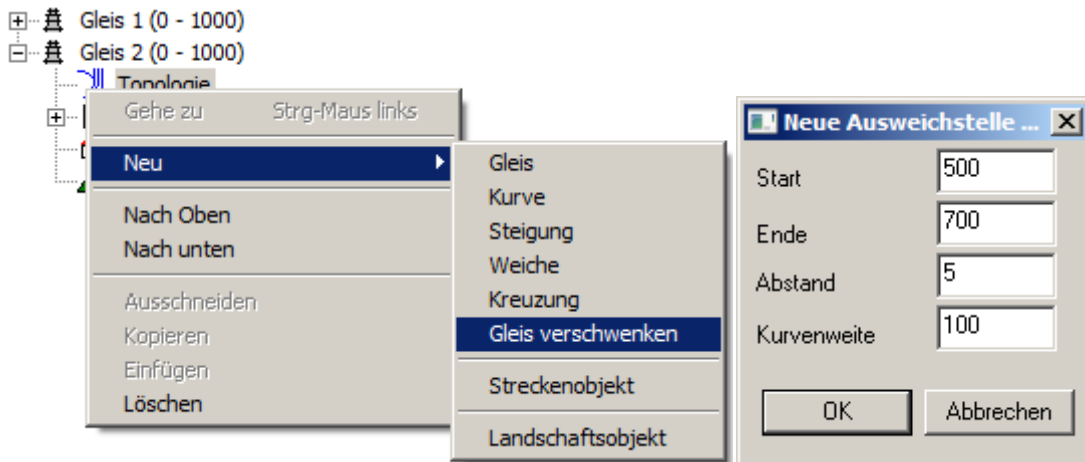 Gleis 1 (0 - 1000)
Gleis 2 (0 - 1000)
Topologie
Gehe zu Strg-Maus links
Neu
Nach Oben
Nach unten
Ausschneiden
Kopieren
Einfügen
Löschen
Gleis
Kurve
Steigung
Weiche
Kreuzung
Gleis verschwenken
Streckenobjekt
Landschaftsobjekt
Neue Ausweichstelle ...
Start 500
Ende 700
Abstand 5
Kurvenweite 100
OK Abbrechen